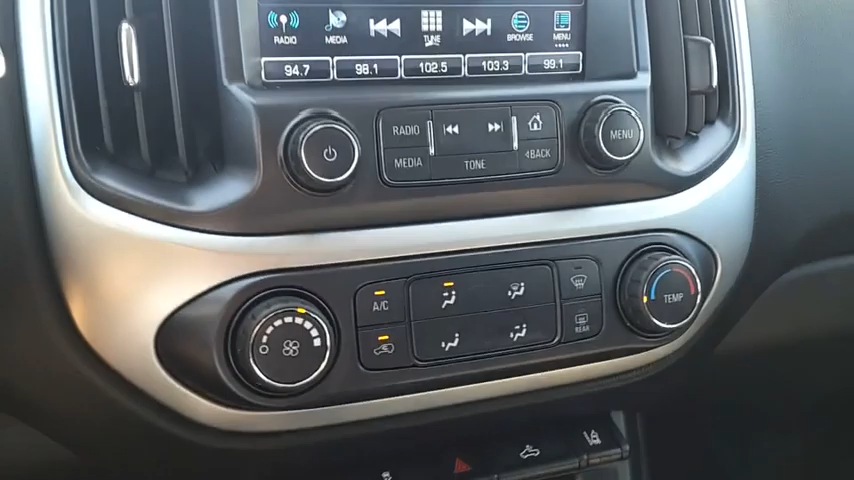 RADIO MEDIA TUNE BROWSE MENU
94.7 98.1 102.5 103.3 99.1
RADIO
MEDIA TONE BACK
MENU
A/C
REAR
TEMP